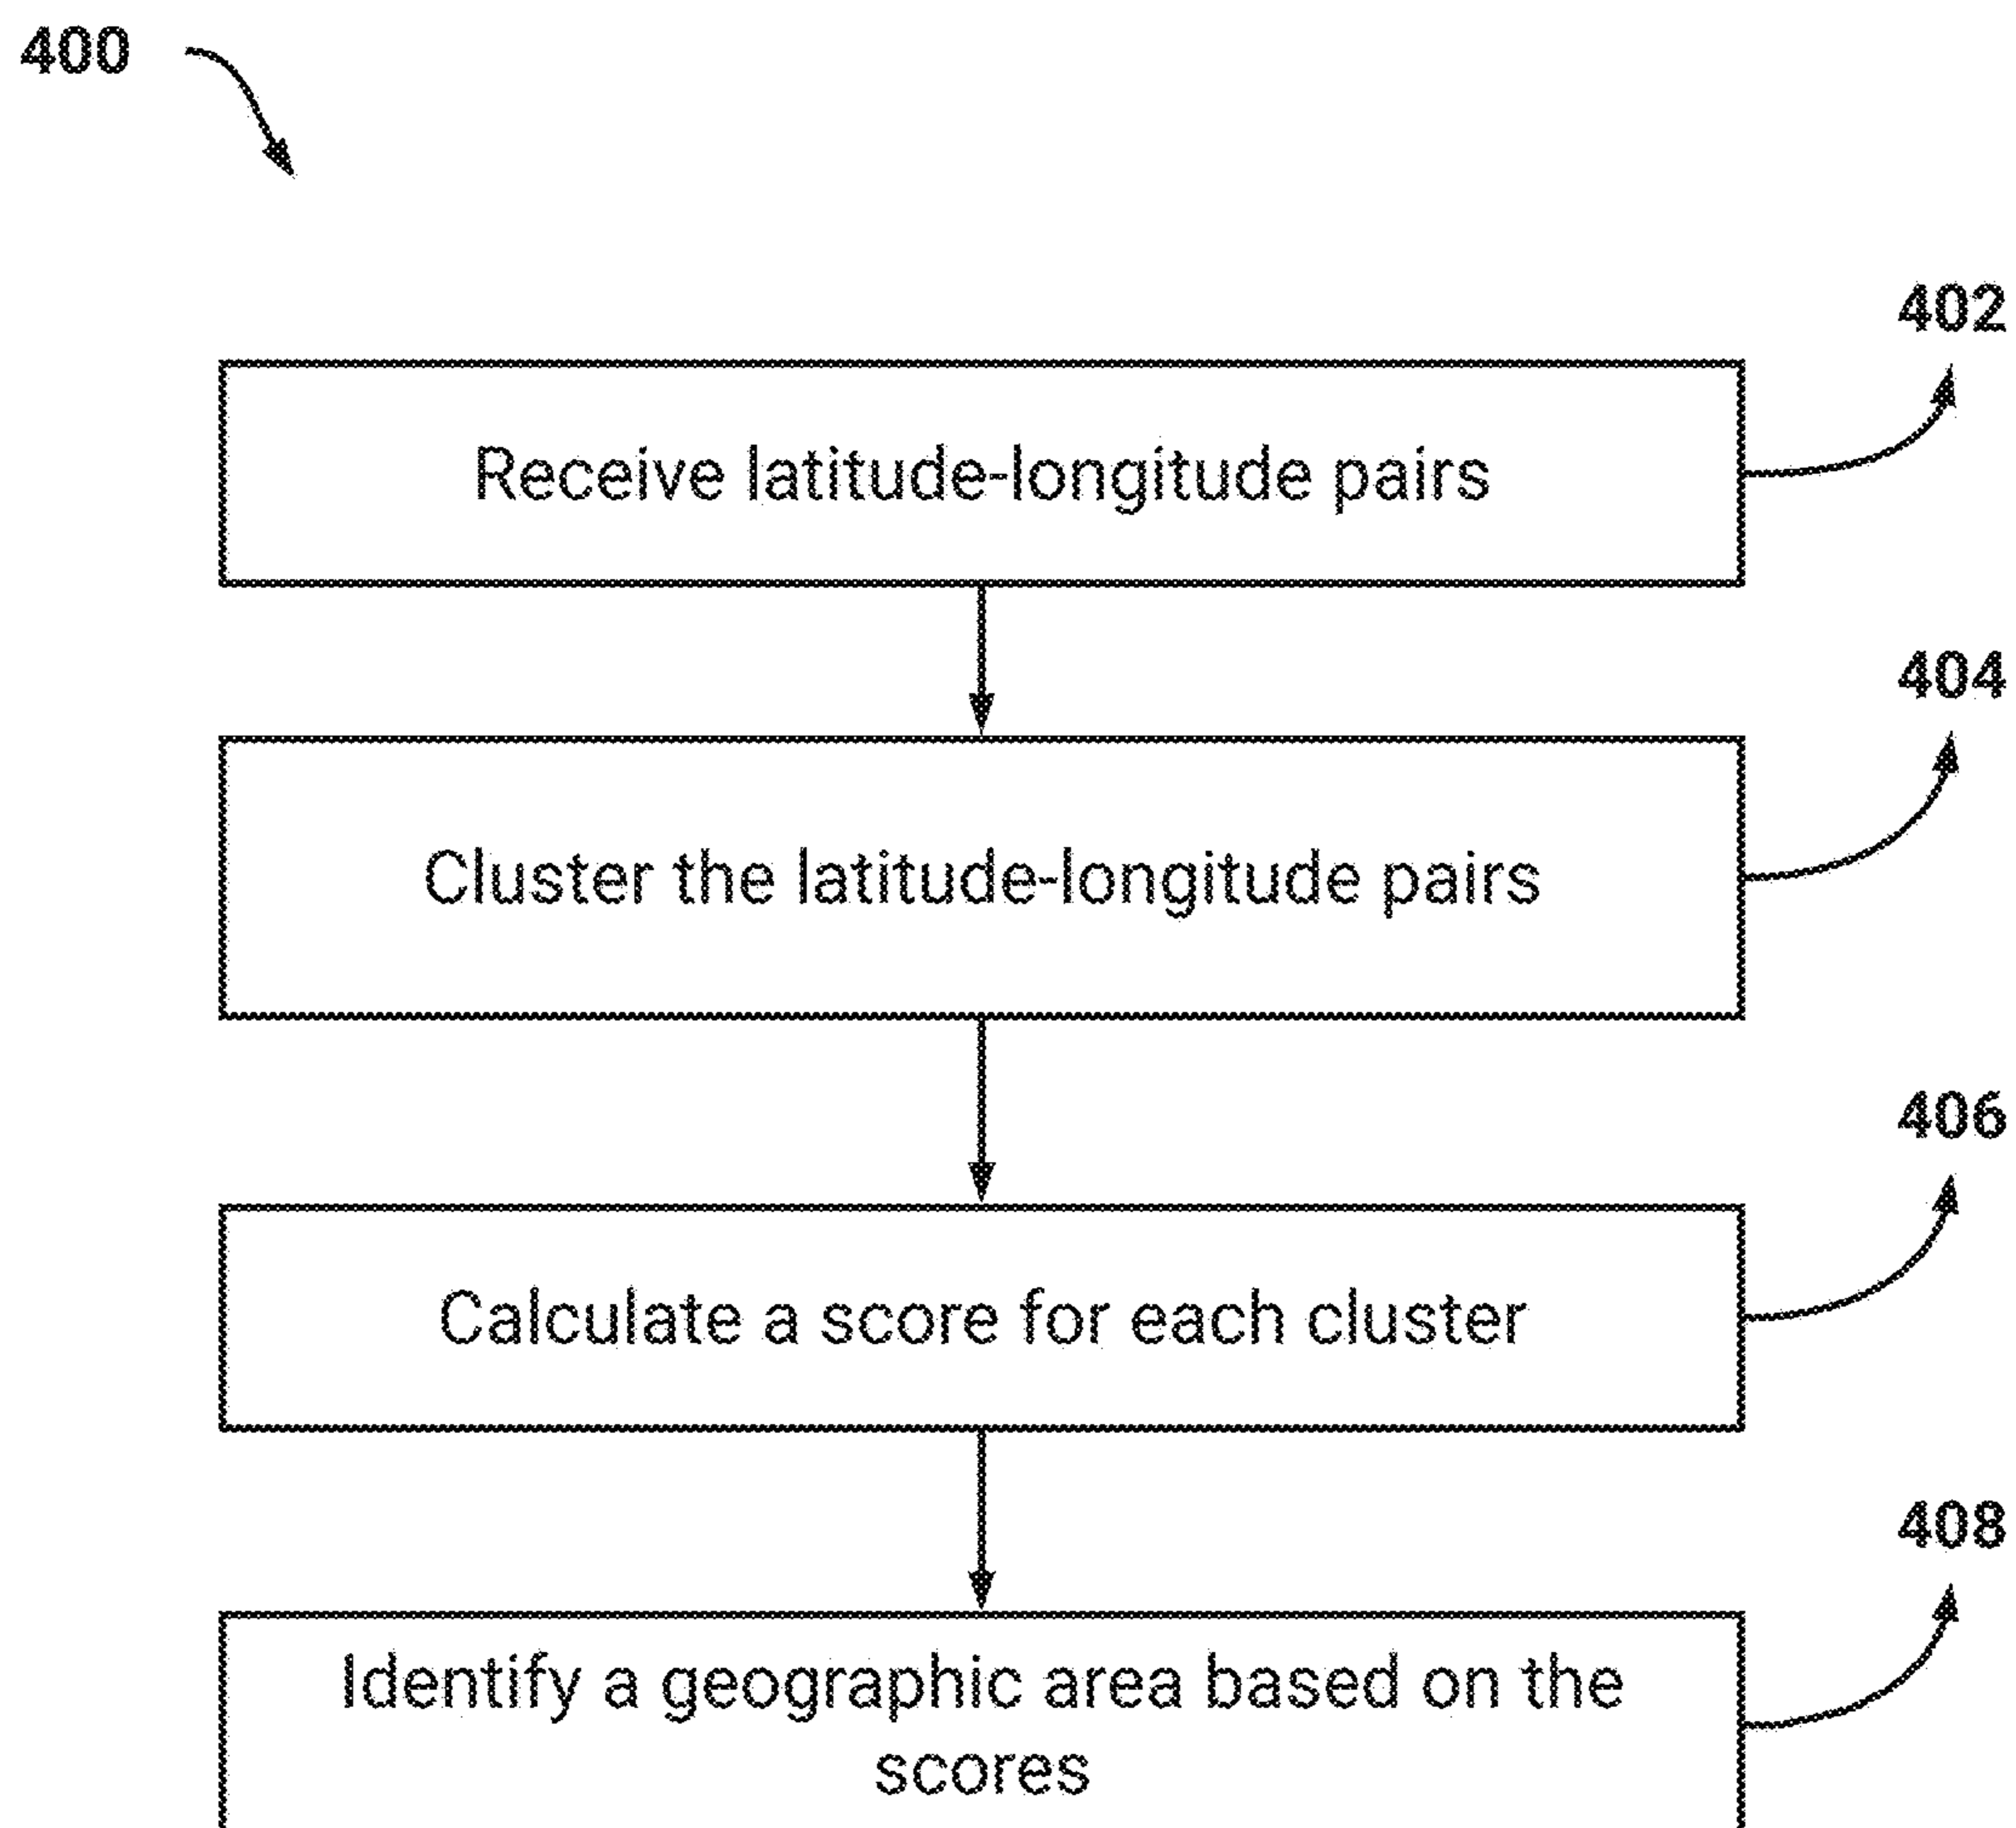 400
402
Receive latitude-longitude pairs
404
Cluster the latitude-longitude pairs
406
Calculate a score for each cluster
408
Identify a geographic area based on the
scores